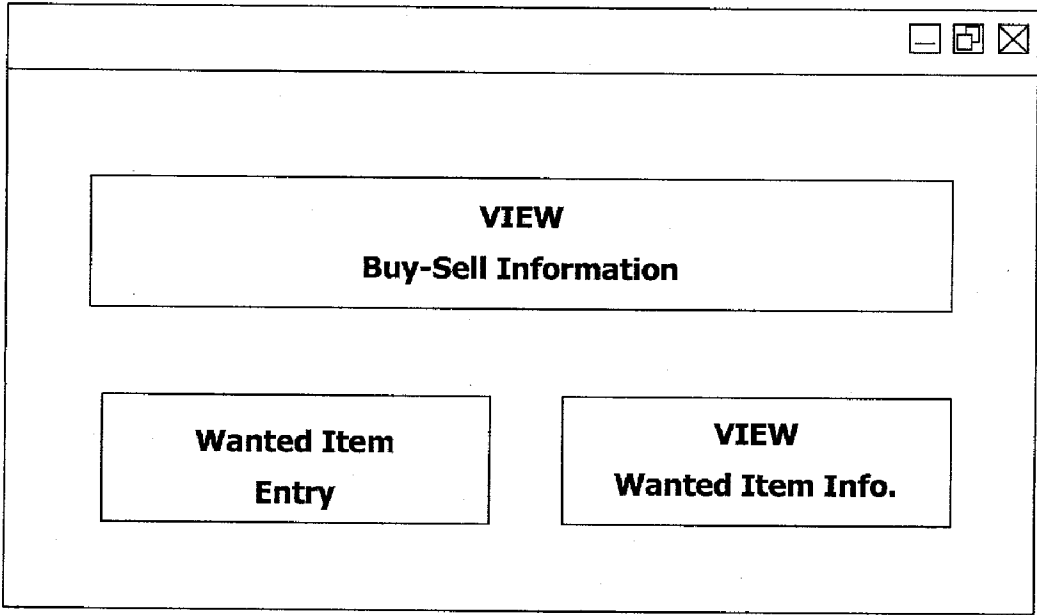 VIEW
Buy-Sell Information
Wanted Item
Entry
VIEW
Wanted Item Info.